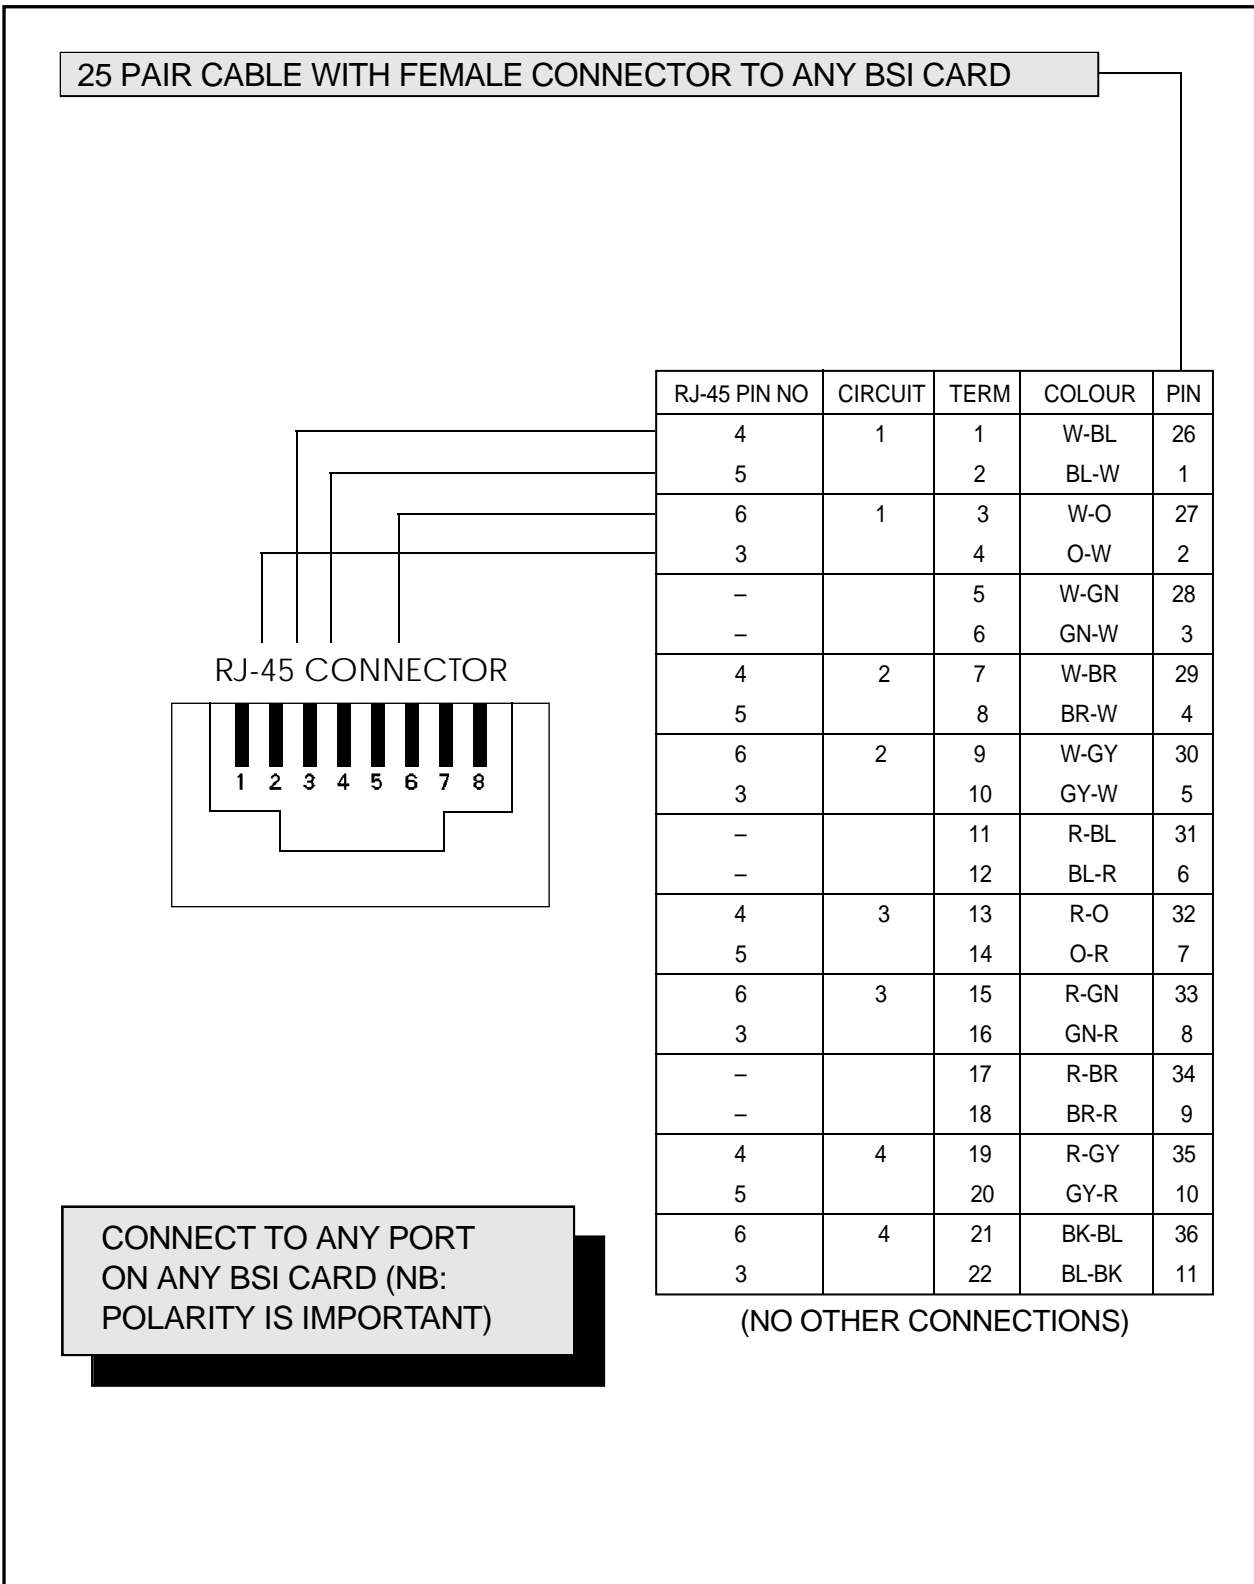 25 PAIR CABLE WITH FEMALE CONNECTOR TO ANY BSI CARD
RJ-45 PIN NO CIRCUIT TERM COLOUR PIN
4 1 1 W-BL 26
5 2 BL-W 1
6 1 3 W-O 27
3 4 O-W 2
– 5 W-GN 28
– 6 GN-W 3
4 2 7 W-BR 29
5 8 BR-W 4
6 2 9 W-GY 30
3 10 GY-W 5
– 11 R-BL 31
– 12 BL-R 6
4 3 13 R-O 32
5 14 O-R 7
6 3 15 R-GN 33
3 16 GN-R 8
– 17 R-BR 34
– 18 BR-R 9
4 4 19 R-GY 35
5 20 GY-R 10
6 4 21 BK-BL 36
3 22 BL-BK 11
(NO OTHER CONNECTIONS)
RJ-45 CONNECTOR
1 2 3 4 5 6 7 8
CONNECT TO ANY PORT
ON ANY BSI CARD (NB:
POLARITY IS IMPORTANT)